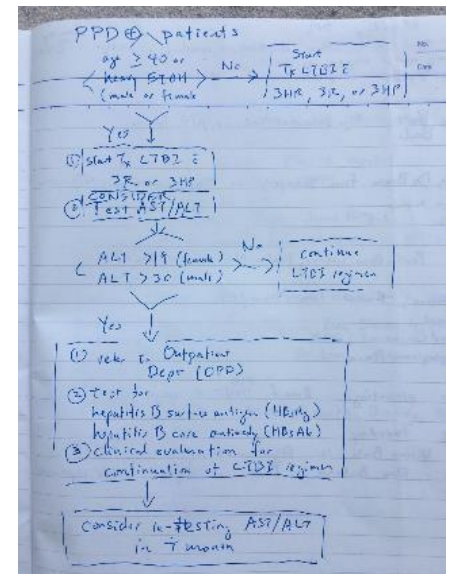 PPD ⊕ patients
age ≥ 40 or
heavy ETOH
(male or female
No
Start
Tx LTBI c̄
3HR, 3R, or 3HP
Yes
① start Tx LTBI c̄
3R or 3HP
CONSIDER
② Test AST/ALT
ALT > 19 (female)
ALT > 30 (male)
No
continue
LTBI regimen
Yes
① refer to Outpatient
Dept (OPD)
② test for
hepatitis B surface antigen (HBsAg)
hepatitis B core antibody (HBsAb)
③ clinical evaluation for
continuation of LTBI regimen
Consider re-testing AST/ALT
in 1 month
No.
Date